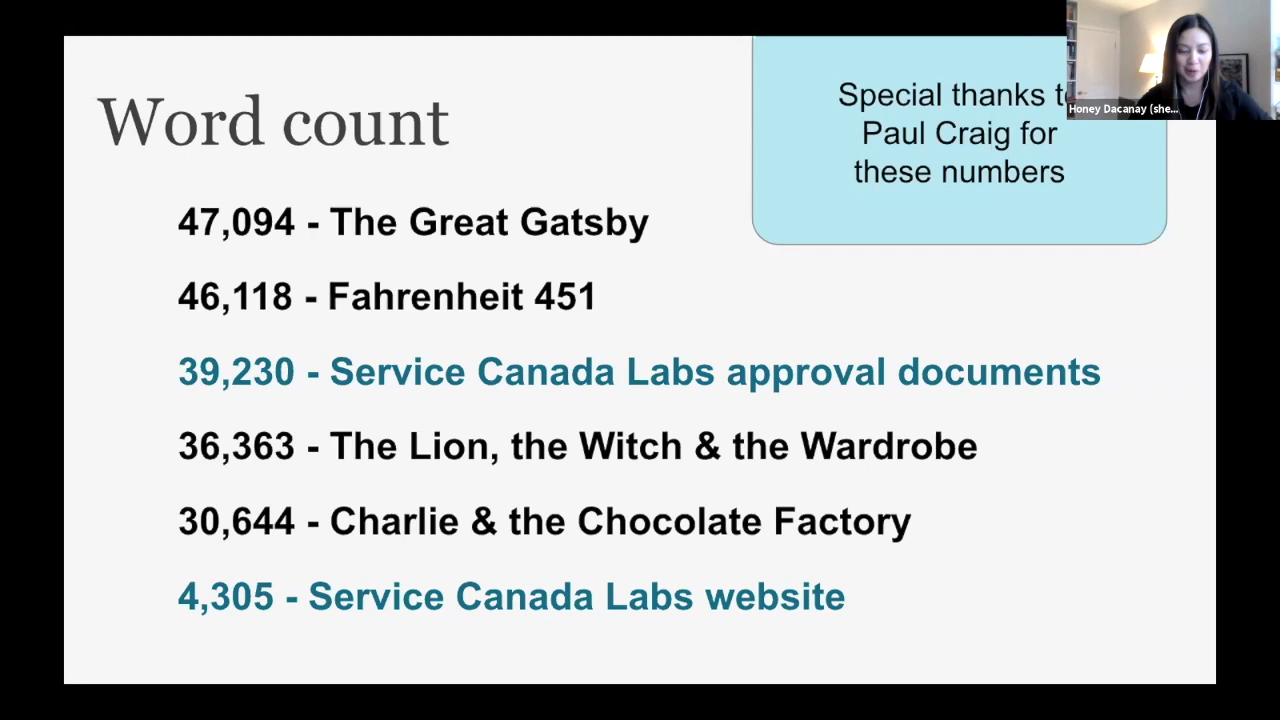 Word count
Special thanks
Paul Craig for
these numbers
Honey Dacanay (she...
47,094 - The Great Gatsby
46,118 - Fahrenheit 451
39,230 - Service Canada Labs approval documents
36,363 - The Lion, the Witch & the Wardrobe
30,644 - Charlie & the Chocolate Factory
4,305 - Service Canada Labs website